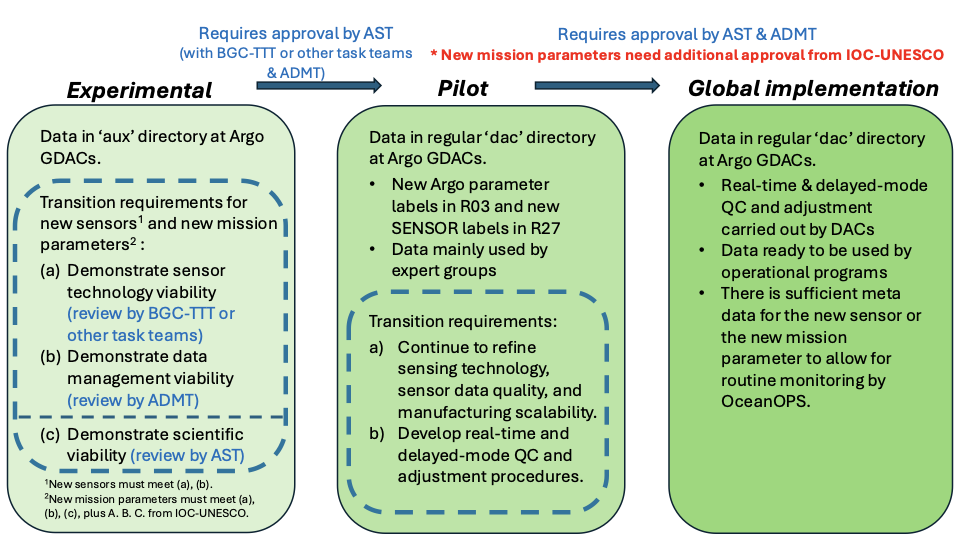 Requires approval by AST
(with BGC-TTT or other task teams
& ADMT)
Requires approval by AST & ADMT
* New mission parameters need additional approval from IOC-UNESCO
Experimental
Pilot
Global implementation
Data in ‘aux’ directory at Argo
GDACs.
Transition requirements for
new sensors¹ and new mission
parameters² :
(a) Demonstrate sensor
technology viability
(review by BGC-TTT or
other task teams)
(b) Demonstrate data
management viability
(review by ADMT)
(c) Demonstrate scientific
viability (review by AST)
¹New sensors must meet (a), (b).
²New mission parameters must meet (a),
(b), (c), plus A. B. C. from IOC-UNESCO.
Data in regular ‘dac’ directory
at Argo GDACs.
• New Argo parameter
labels in R03 and new
SENSOR labels in R27
• Data mainly used by
expert groups
Transition requirements:
a) Continue to refine
sensing technology,
sensor data quality, and
manufacturing scalability.
b) Develop real-time and
delayed-mode QC and
adjustment procedures.
Data in regular ‘dac’ directory
at Argo GDACs.
• Real-time & delayed-mode
QC and adjustment
carried out by DACs
• Data ready to be used by
operational programs
• There is sufficient meta
data for the new sensor or
the new mission
parameter to allow for
routine monitoring by
OceanOPS.